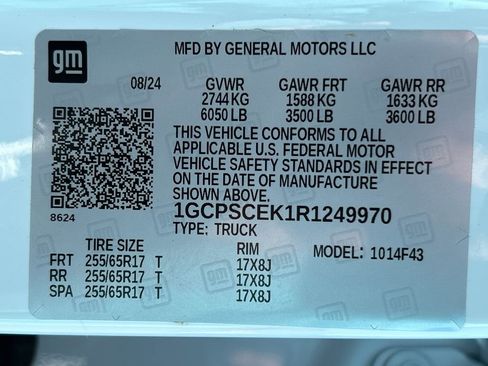 gm
MFD BY GENERAL MOTORS LLC
08/24 GVWR GAWR FRT GAWR RR
2744 KG 1588 KG 1633 KG
6050 LB 3500 LB 3600 LB
THIS VEHICLE CONFORMS TO ALL
APPLICABLE U.S. FEDERAL MOTOR
VEHICLE SAFETY STANDARDS IN EFFECT
ON THE DATE OF MANUFACTURE
8624
1GCPSCEK1R1249970
TYPE: TRUCK
TIRE SIZE RIM MODEL: 1014F43
FRT 255/65R17 T 17X8J
RR 255/65R17 T 17X8J
SPA 255/65R17 T 17X8J